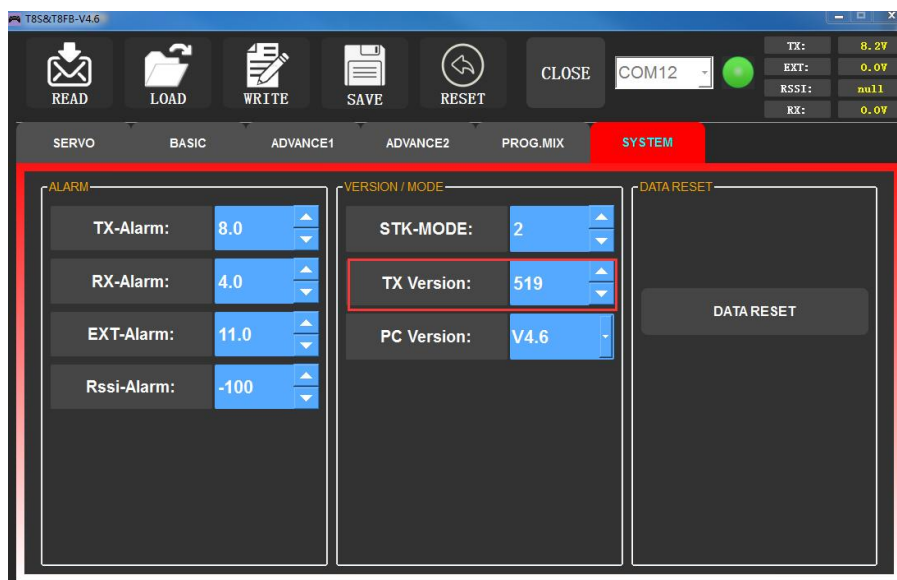 T8S&T8FB-V4.6
READ LOAD WRITE SAVE RESET CLOSE COM12
TX: 8.2V
EXT: 0.0V
RSSI: null
RX: 0.0V
SERVO BASIC ADVANCE1 ADVANCE2 PROG.MIX SYSTEM
ALARM
TX-Alarm: 8.0
RX-Alarm: 4.0
EXT-Alarm: 11.0
Rssi-Alarm: -100
VERSION / MODE
STK-MODE: 2
TX Version: 519
PC Version: V4.6
DATA RESET
DATA RESET